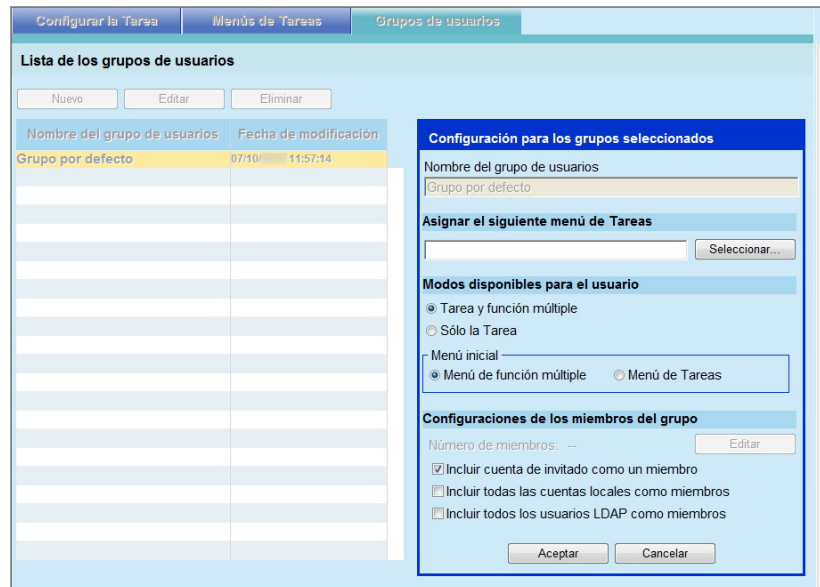 Configurar la Tarea Menús de Tareas Grupos de usuarios
Lista de los grupos de usuarios
Nuevo Editar Eliminar
Nombre del grupo de usuarios Fecha de modificación
Grupo por defecto 07/10/ 11:57:14
Configuración para los grupos seleccionados
Nombre del grupo de usuarios
Grupo por defecto
Asignar el siguiente menú de Tareas
Seleccionar...
Modos disponibles para el usuario
Tarea y función múltiple
Sólo la Tarea
Menú inicial
Menú de función múltiple Menú de Tareas
Configuraciones de los miembros del grupo
Número de miembros: -- Editar
Incluir cuenta de invitado como un miembro
Incluir todas las cuentas locales como miembros
Incluir todos los usuarios LDAP como miembros
Aceptar Cancelar